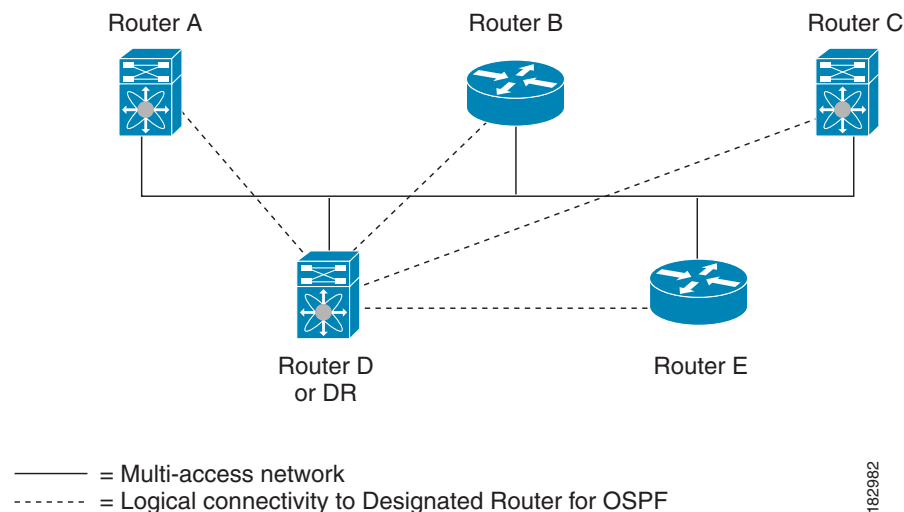 Router A
Router B
Router C
Router D
or DR
Router E
= Multi-access network
= Logical connectivity to Designated Router for OSPF
182982